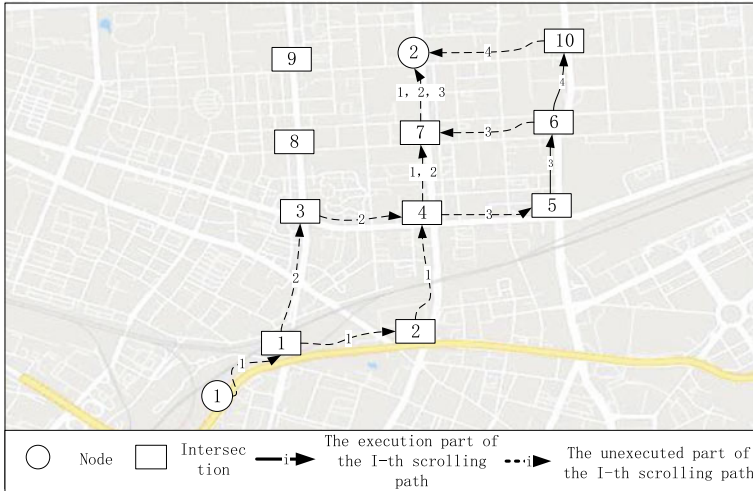 9
2
4
10
1, 2, 3
4
8
7
3
6
1, 2
3
3
2
4
3
5
2
1
1
1
2
1
1
Node
Intersec
tion
i
The execution part of
the I-th scrolling
path
i
The unexecuted part of
the I-th scrolling path